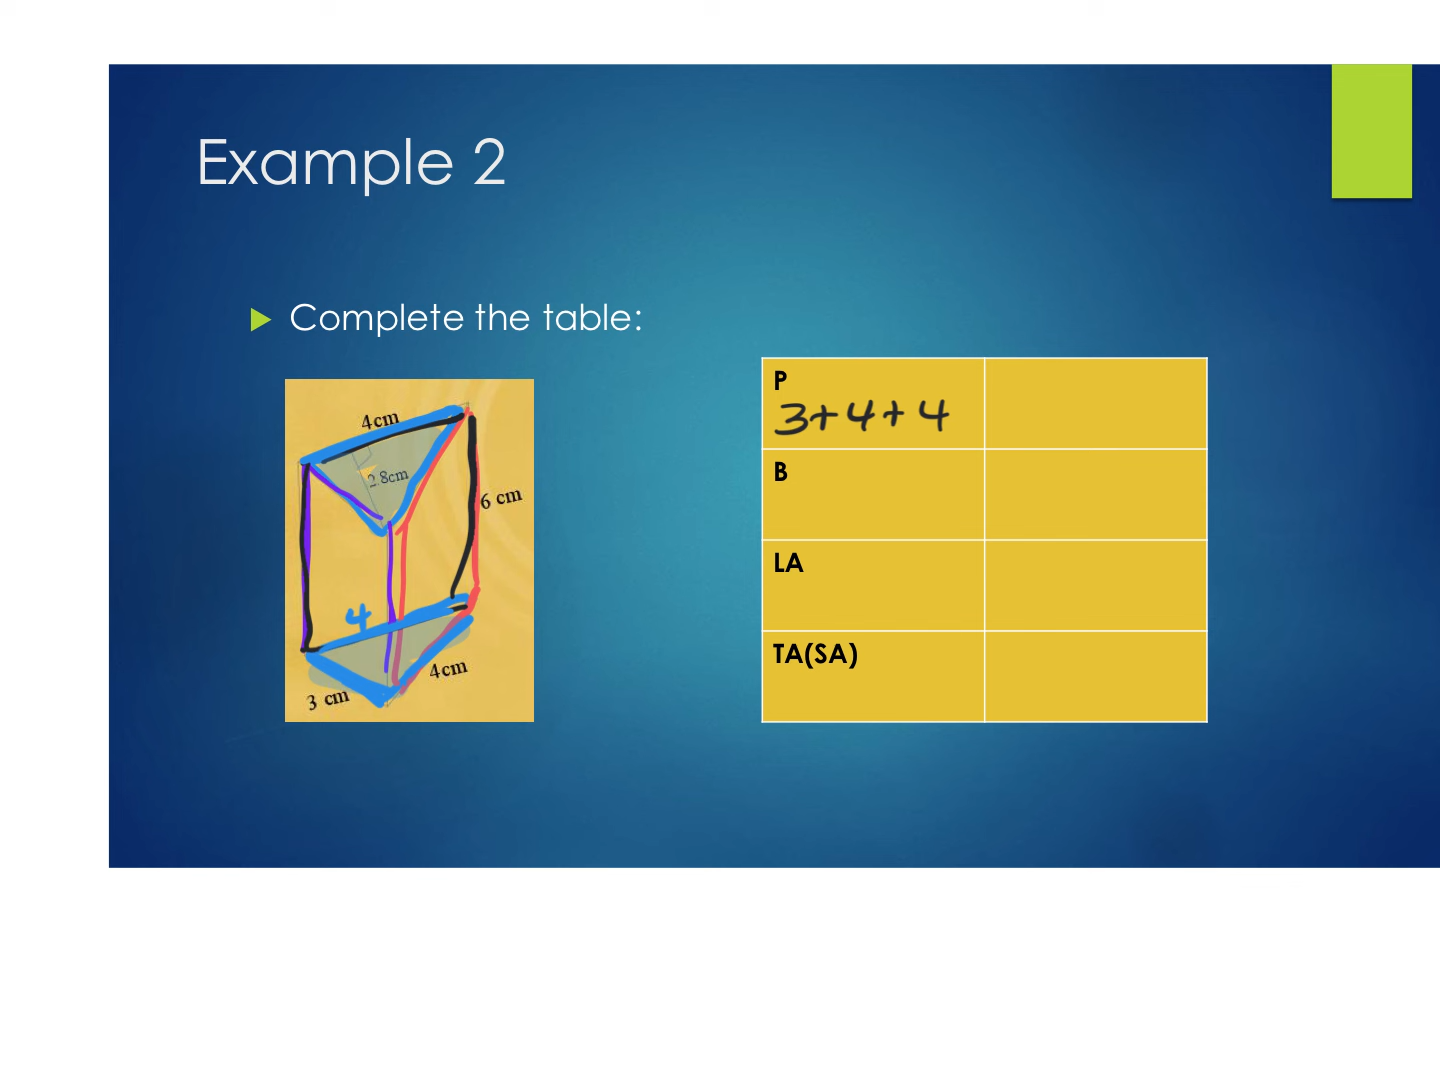 Example 2
Complete the table:
4cm
2.8cm
6 cm
4
4cm
3 cm
P
3+4+4
B
LA
TA(SA)